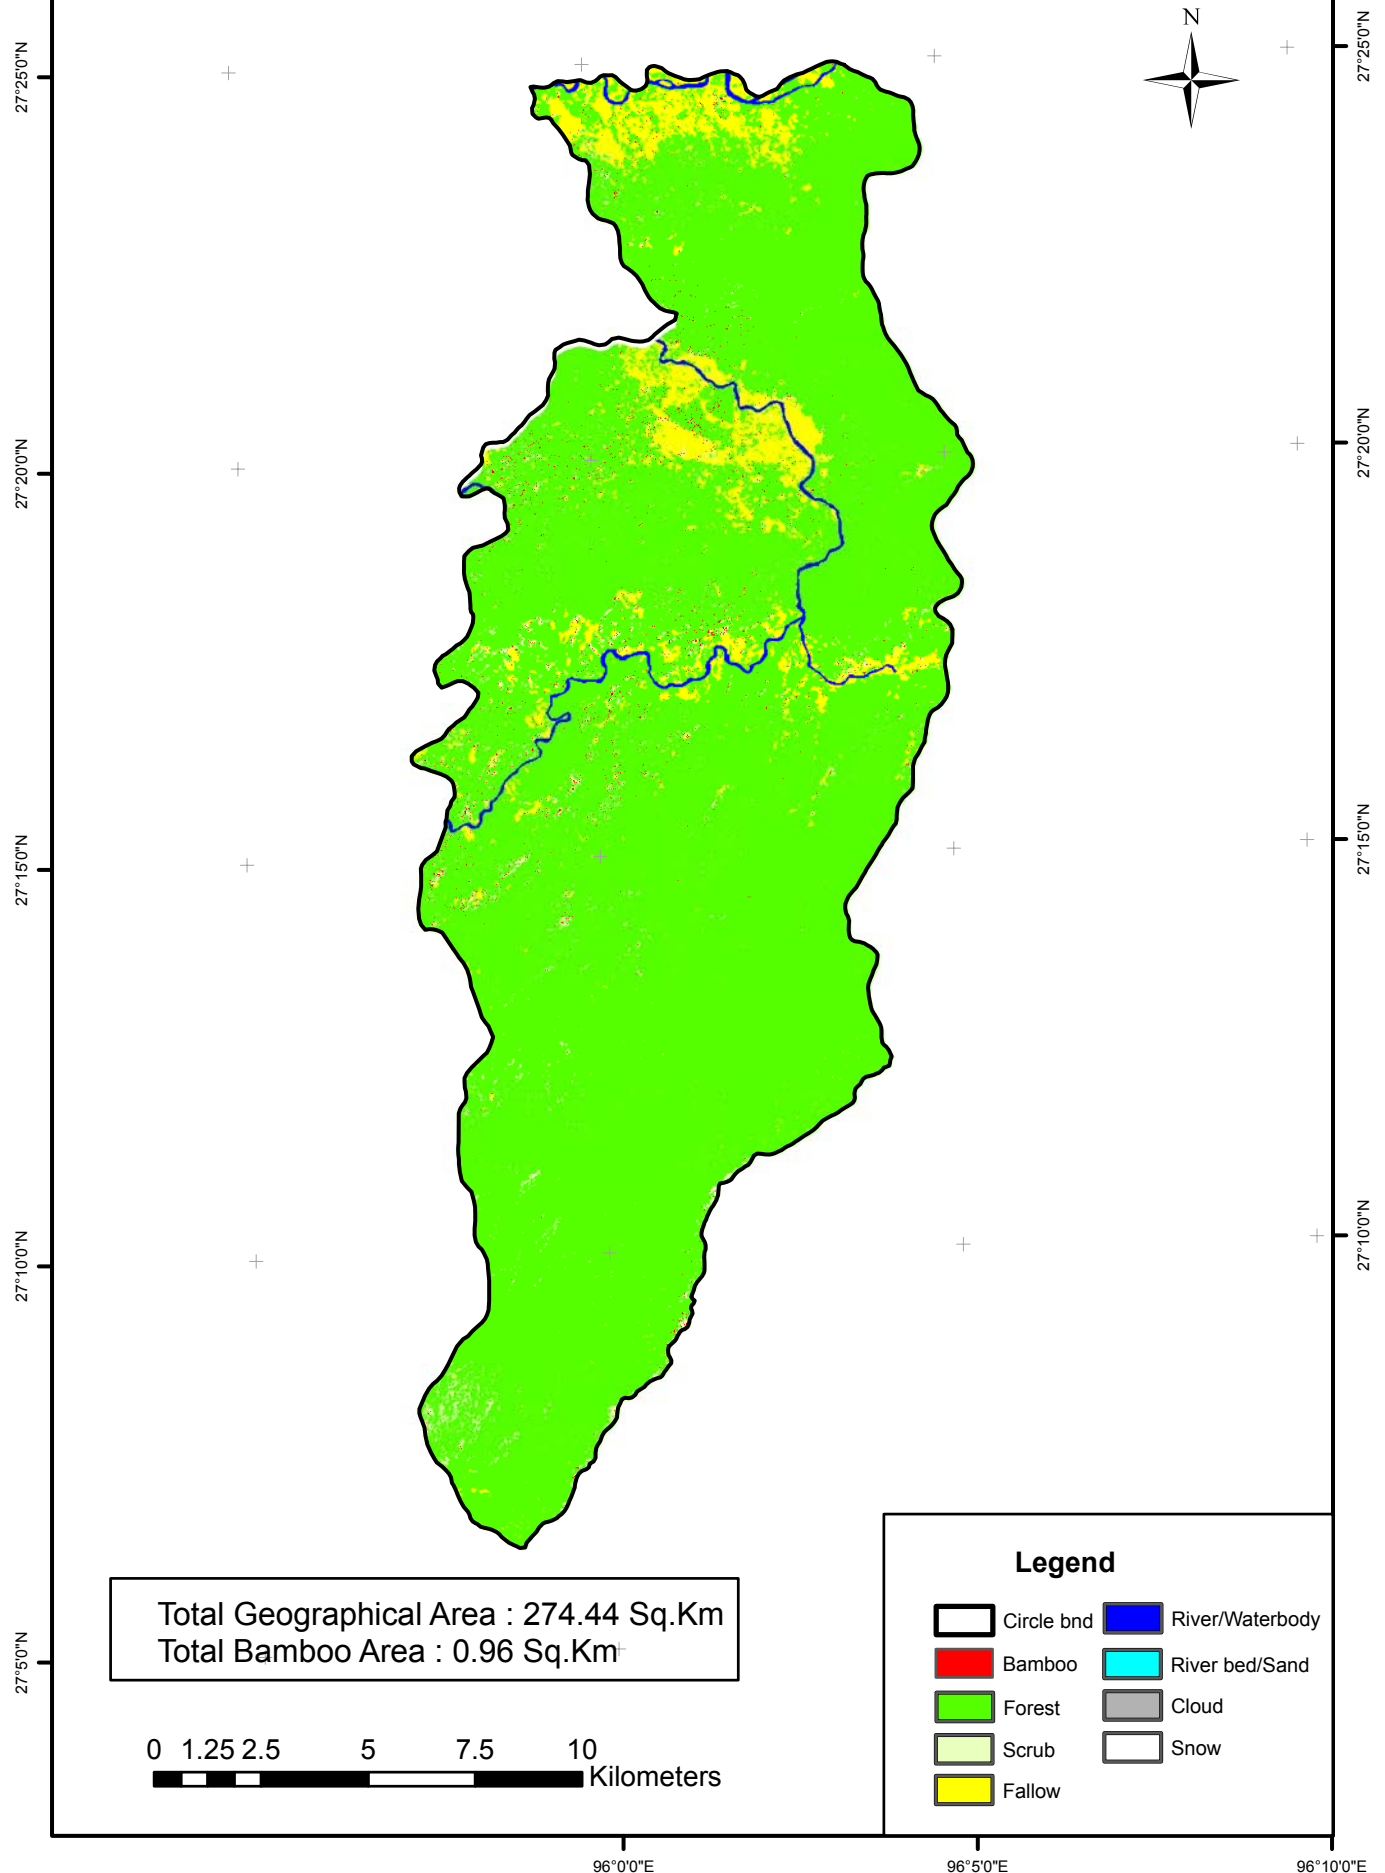 N
27°25'0"N
27°25'0"N
27°20'0"N
27°20'0"N
27°15'0"N
27°15'0"N
27°10'0"N
27°10'0"N
27°5'0"N
Total Geographical Area : 274.44 Sq.Km
Total Bamboo Area : 0.96 Sq.Km
0 1.25 2.5 5 7.5 10
Kilometers
Legend
Circle bnd
Bamboo
Forest
Scrub
Fallow
River/Waterbody
River bed/Sand
Cloud
Snow
96°0'0"E
96°5'0"E
96°10'0"E